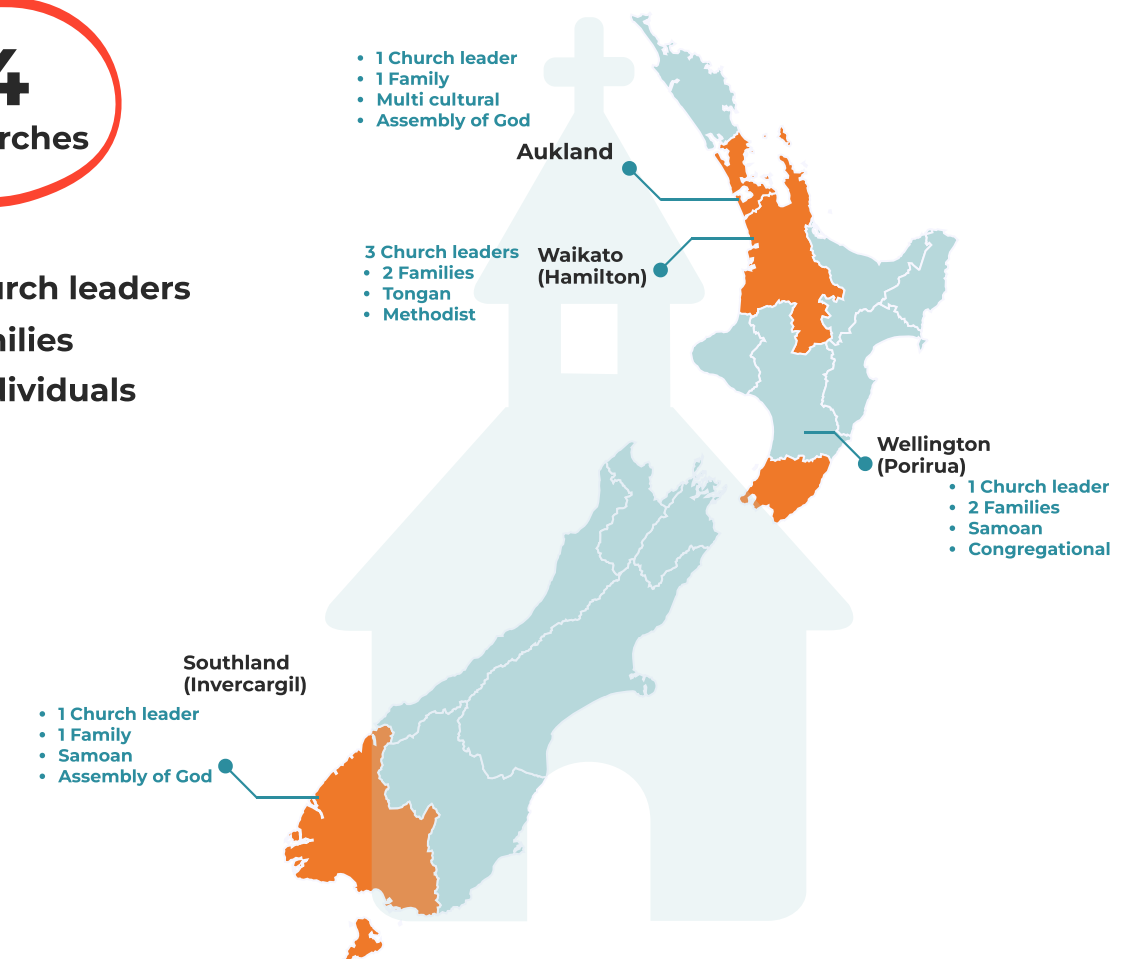 4
rches
urch leaders
ilies
dividuals
• 1 Church leader
• 1 Family
• Multi cultural
• Assembly of God
Aukland
3 Church leaders
• 2 Families
• Tongan
• Methodist
Waikato
(Hamilton)
Wellington
(Porirua)
• 1 Church leader
• 2 Families
• Samoan
• Congregational
Southland
(Invercargil)
• 1 Church leader
• 1 Family
• Samoan
• Assembly of God